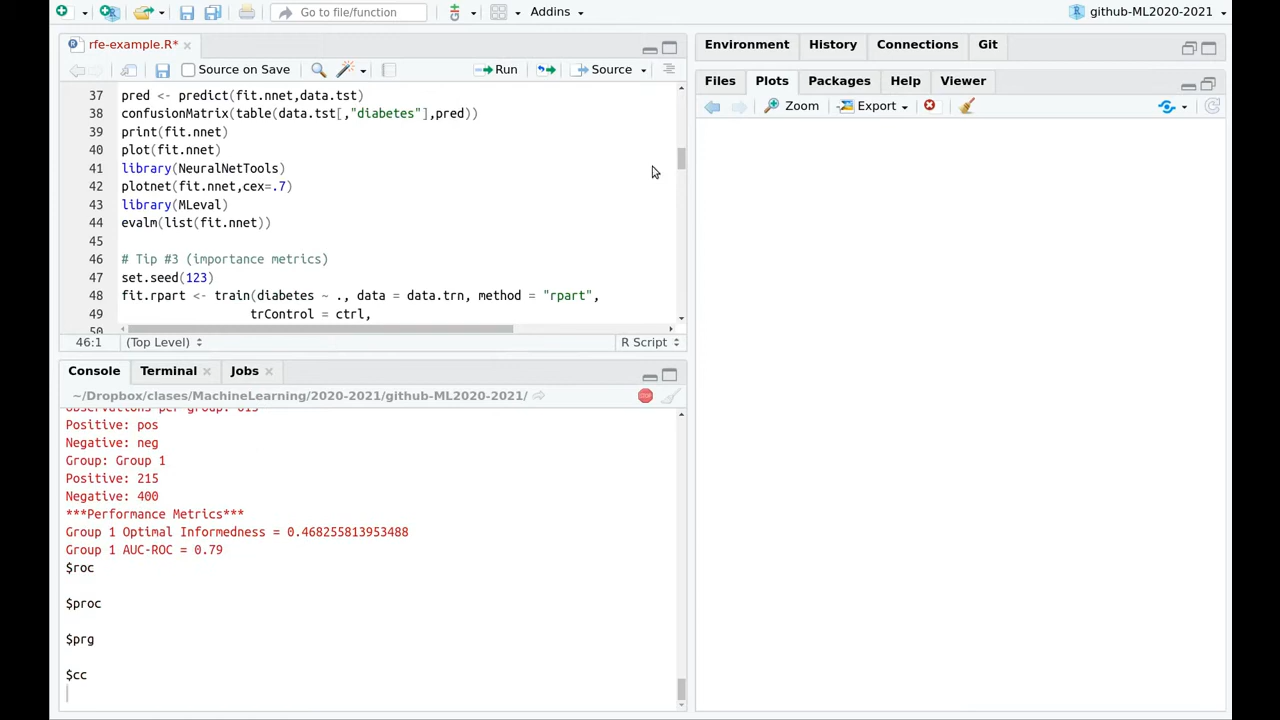 Go to file/function
Addins
github-ML2020-2021
rfe-example.R*
Source on Save
Run
Source
37 pred <- predict(fit.nnet,data.tst)
38 confusionMatrix(table(data.tst[,"diabetes"],pred))
39 print(fit.nnet)
40 plot(fit.nnet)
41 library(NeuralNetTools)
42 plotnet(fit.nnet,cex=.7)
43 library(MLeval)
44 evalm(list(fit.nnet))
45
46 # Tip #3 (importance metrics)
47 set.seed(123)
48 fit.rpart <- train(diabetes ~ ., data = data.trn, method = "rpart",
49 trControl = ctrl,
50
46:1 (Top Level) R Script
Console Terminal Jobs
~/Dropbox/clases/MachineLearning/2020-2021/github-ML2020-2021/
STOP
Observations per group: 615
Positive: pos
Negative: neg
Group: Group 1
Positive: 215
Negative: 400
***Performance Metrics***
Group 1 Optimal Informedness = 0.468255813953488
Group 1 AUC-ROC = 0.79
$roc
$proc
$prg
$cc
Environment History Connections Git
Files Plots Packages Help Viewer
Zoom Export